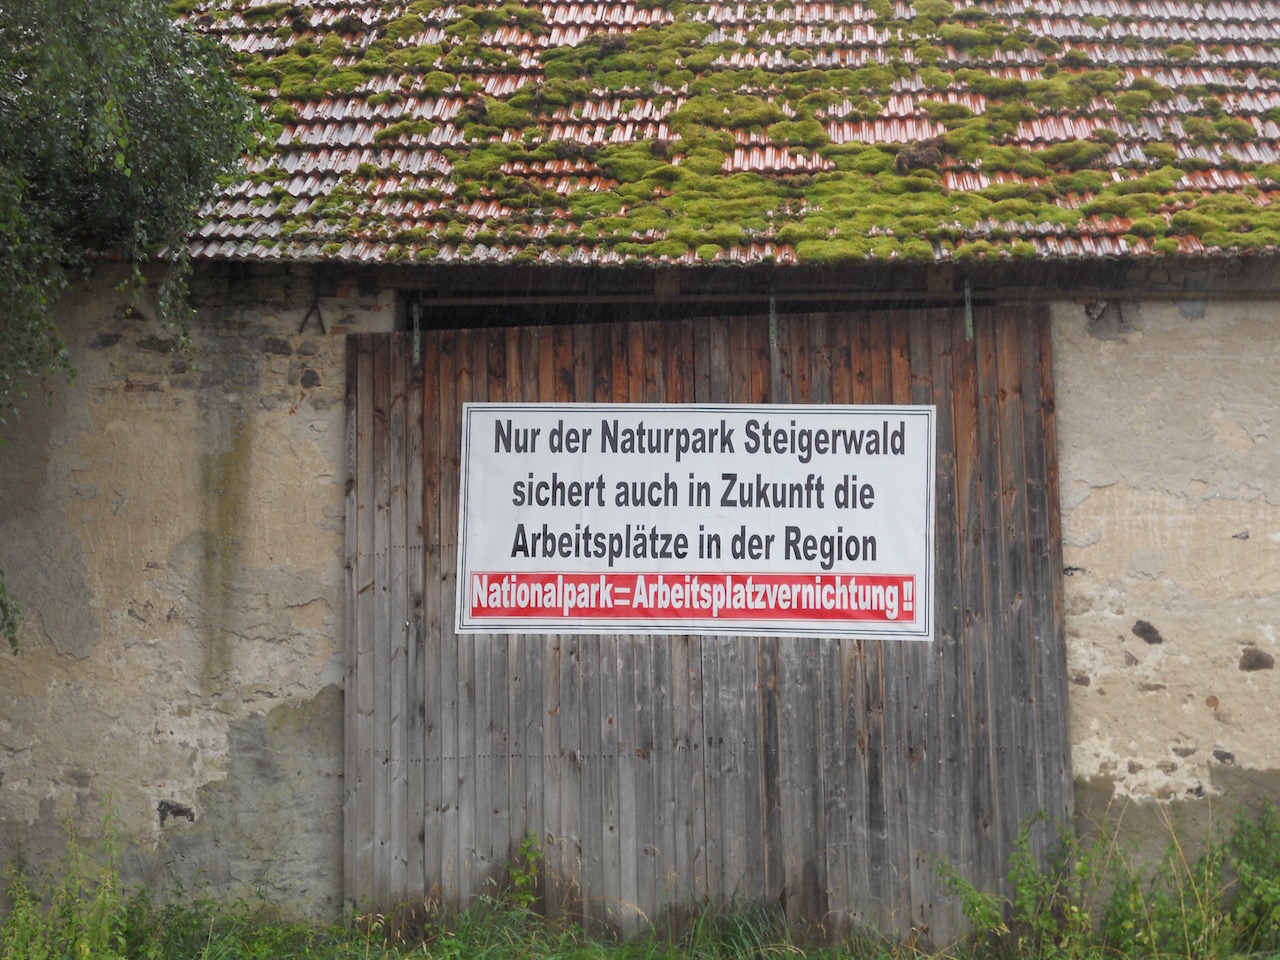 Nur der Naturpark Steigerwald
sichert auch in Zukunft die
Arbeitsplätze in der Region
Nationalpark=Arbeitsplatzvernichtung!!